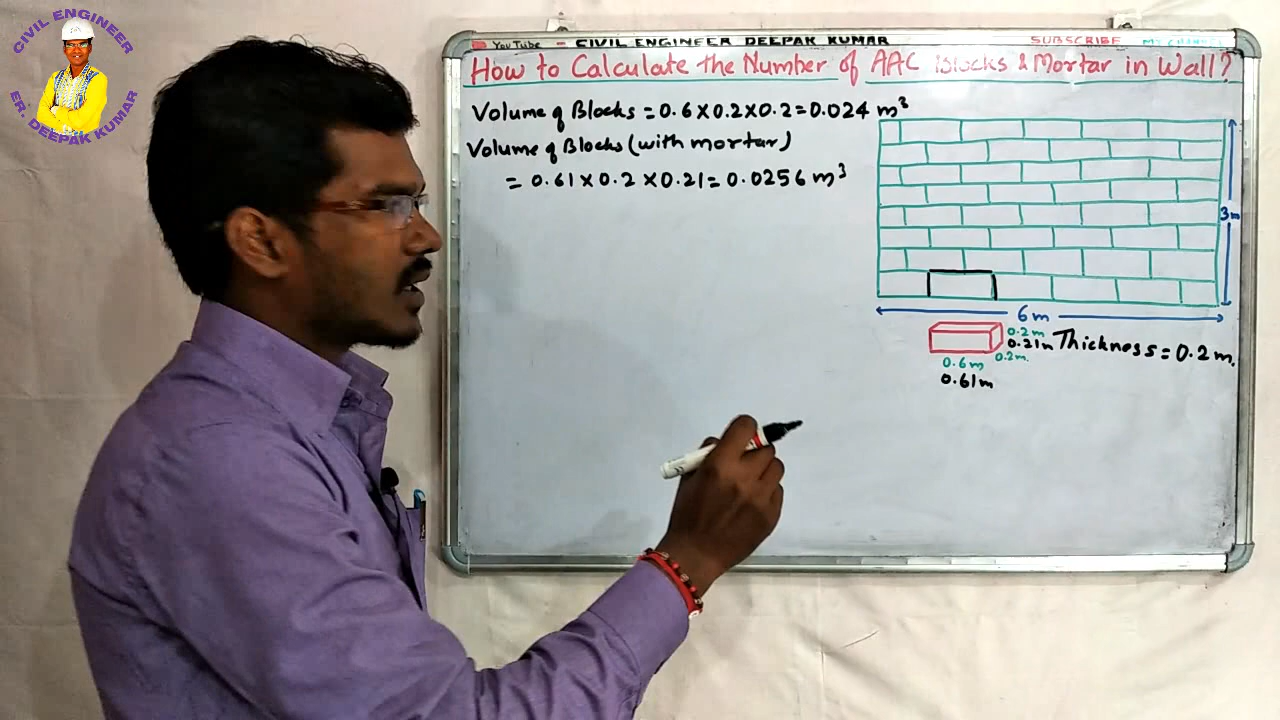 CIVIL ENGINEER
ER. DEEPAK KUMAR
YouTube - CIVIL ENGINEER DEEPAK KUMAR SUBSCRIBE MY CHANNEL
How to Calculate the Number of AAC Blocks & Mortar in Wall?
Volume of Blocks = 0.6 × 0.2 × 0.2 = 0.024 m³
Volume of Blocks (with mortar)
= 0.61 × 0.2 × 0.21 = 0.0256 m³
3m
6 m
0.2m
0.21m
0.2m.
0.6m
0.61m
Thickness = 0.2 m.